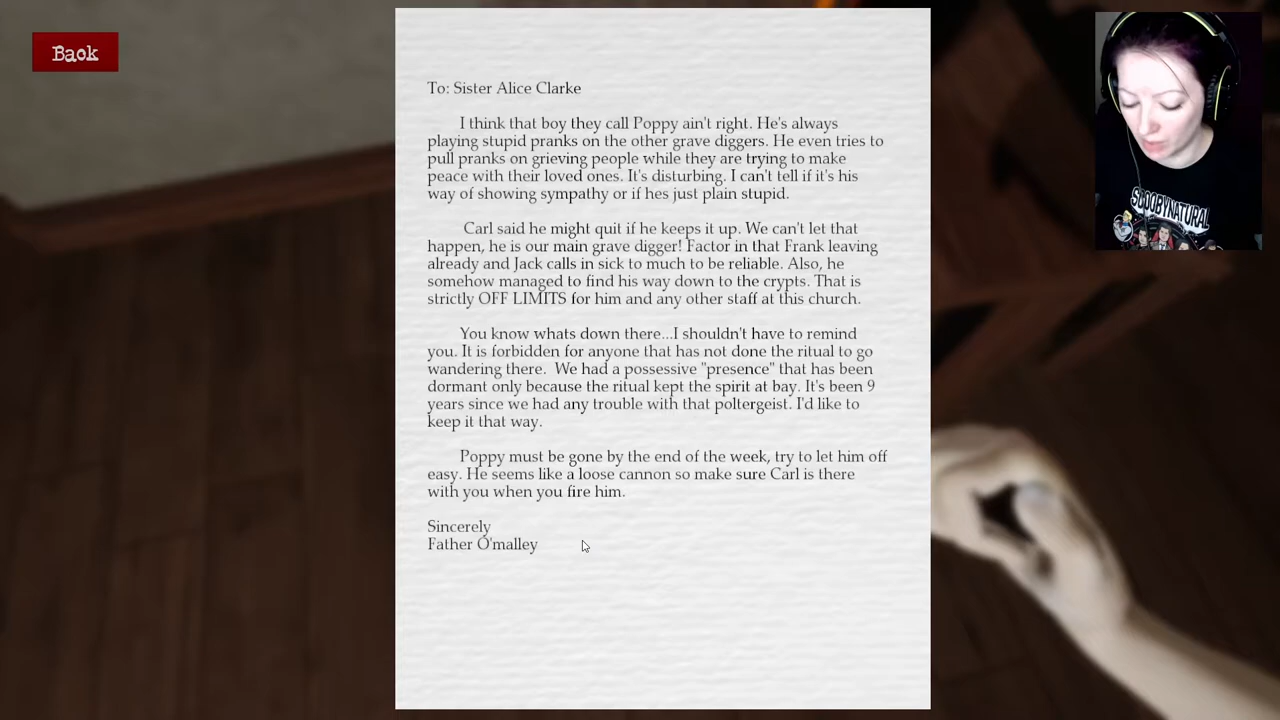 Back
To: Sister Alice Clarke
I think that boy they call Poppy ain't right. He's always
playing stupid pranks on the other grave diggers. He even tries to
pull pranks on grieving people while they are trying to make
peace with their loved ones. It's disturbing. I can't tell if it's his
way of showing sympathy or if hes just plain stupid.
Carl said he might quit if he keeps it up. We can't let that
happen, he is our main grave digger! Factor in that Frank leaving
already and Jack calls in sick to much to be reliable. Also, he
somehow managed to find his way down to the crypts. That is
strictly OFF LIMITS for him and any other staff at this church.
You know whats down there...I shouldn't have to remind
you. It is forbidden for anyone that has not done the ritual to go
wandering there.  We had a possessive "presence" that has been
dormant only because the ritual kept the spirit at bay. It's been 9
years since we had any trouble with that poltergeist. I'd like to
keep it that way.
Poppy must be gone by the end of the week, try to let him off
easy. He seems like a loose cannon so make sure Carl is there
with you when you fire him.
Sincerely
Father O'malley
SCOOBYNATURAL